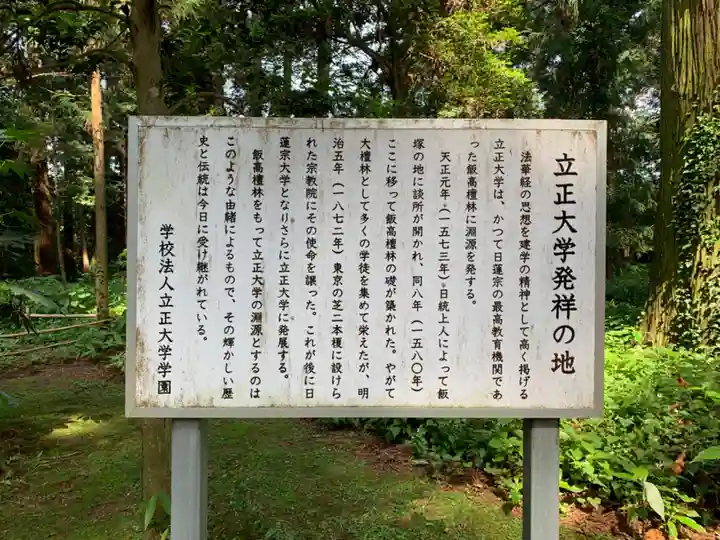 立正大学発祥の地
法華経の思想を建学の精神として高く掲げる
立正大学は、かつて日蓮宗の最高教育機関であ
った飯高檀林に淵源を発する。
天正元年（一五七三年）日統上人によって飯
塚の地に談所が開かれ、同八年（一五八〇年）
ここに移って飯高檀林の礎が築かれた。やがて
大檀林として多くの学徒を集めて栄えたが、明
治五年（一八七二年）東京の芝二本榎に設けら
れた宗教院にその使命を譲った。これが後に日
蓮宗大学となりさらに立正大学に発展する。
飯高檀林をもって立正大学の淵源とするのは
このような由緒によるもので、その輝かしい歴
史と伝統は今日に受け継がれている。
学校法人立正大学学園